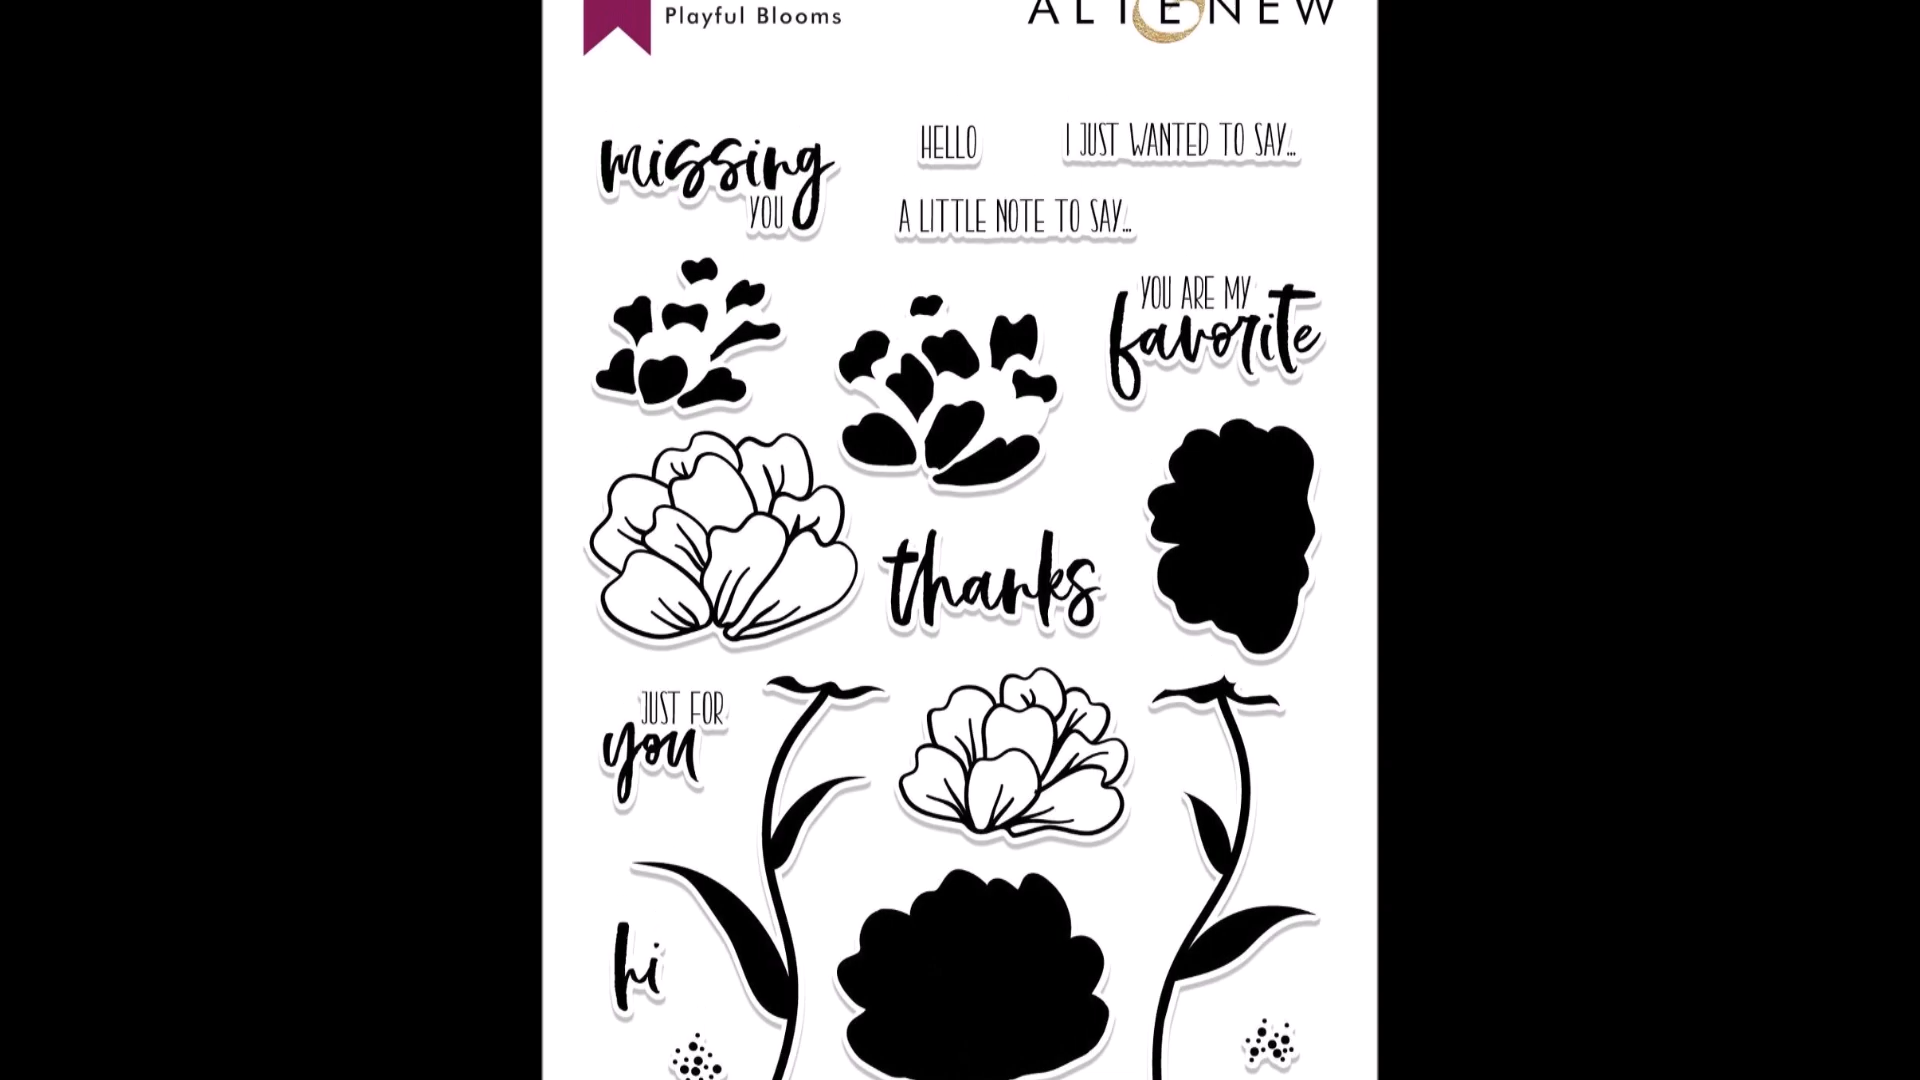 Playful Blooms
ALTENEW
missing
YOU
HELLO
I JUST WANTED TO SAY...
A LITTLE NOTE TO SAY...
YOU ARE MY
favorite
thanks
JUST FOR
you
hi